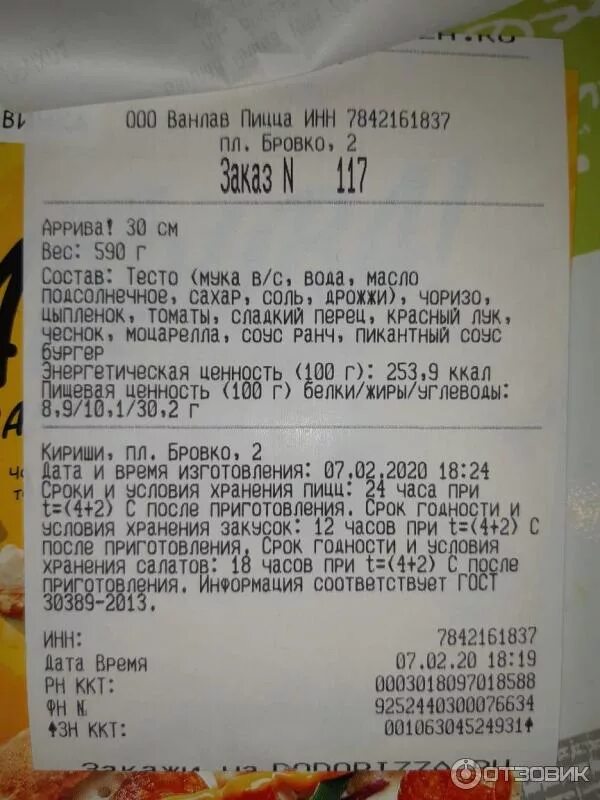 ООО Ванлав Пицца ИНН 7842161837
пл. Бровко, 2
Заказ N 117
Аррива! 30 см
Вес: 590 г
Состав: Тесто (мука в/с, вода, масло
подсолнечное, сахар, соль, дрожжи), чоризо,
цыпленок, томаты, сладкий перец, красный лук,
чеснок, моцарелла, соус ранч, пикантный соус
бургер
Энергетическая ценность (100 г): 253,9 ккал
Пищевая ценность (100 г) белки/жиры/углеводы:
8,9/10,1/30,2 г
Кириши, пл. Бровко, 2
Дата и время изготовления: 07.02.2020 18:24
Сроки и условия хранения пицц: 24 часа при
t=(4+2) С после приготовления. Срок годности и
условия хранения закусок: 12 часов при t=(4+2) С
после приготовления. Срок годности и условия
хранения салатов: 18 часов при t=(4+2) С после
приготовления. Информация соответствует ГОСТ
30389-2013.
ИНН: 7842161837
Дата Время 07.02.20 18:19
РН ККТ: 0003018097018588
ФН № 9252440300076634
ЗН ККТ: 00106304524931
Закажи на DODOPIZZA.RU
ОТЗОВИК